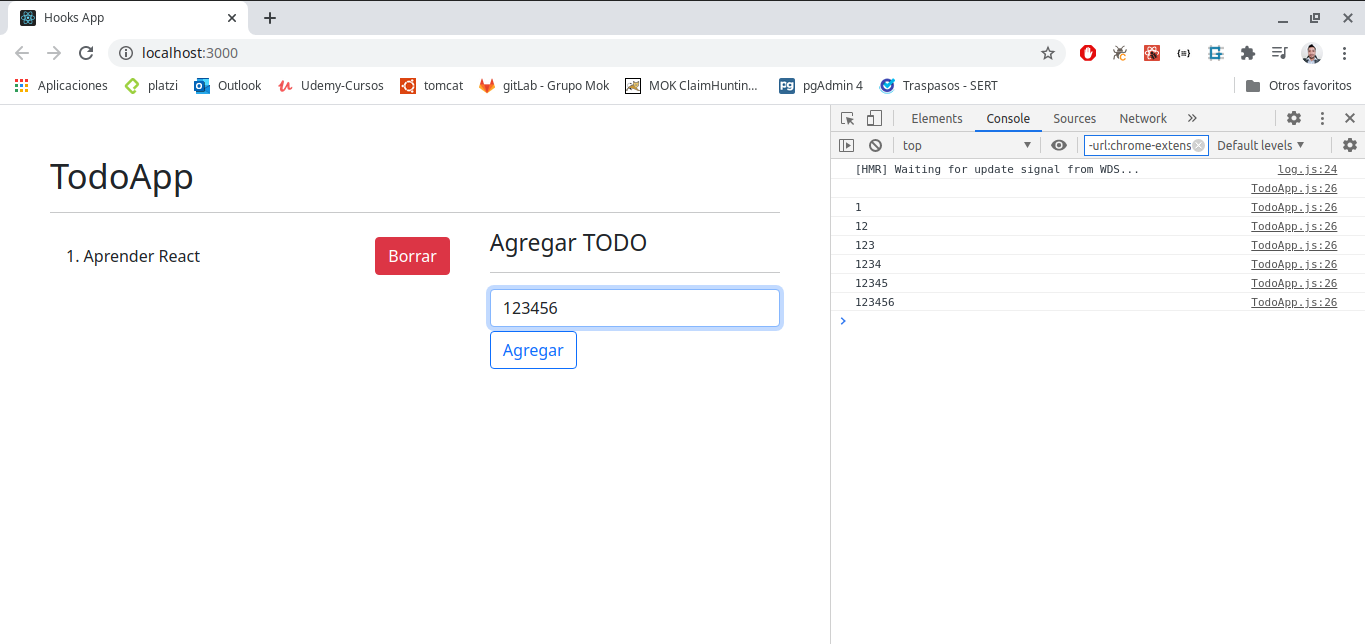 Hooks App
localhost:3000
Aplicaciones platzi Outlook Udemy-Cursos tomcat gitLab - Grupo Mok MOK ClaimHuntin... pgAdmin 4 Traspasos - SERT Otros favoritos
Elements Console Sources Network »
top -url:chrome-extens Default levels
[HMR] Waiting for update signal from WDS... log.js:24
TodoApp.js:26
1 TodoApp.js:26
12 TodoApp.js:26
123 TodoApp.js:26
1234 TodoApp.js:26
12345 TodoApp.js:26
123456 TodoApp.js:26
TodoApp
1. Aprender React Borrar
Agregar TODO
123456
Agregar